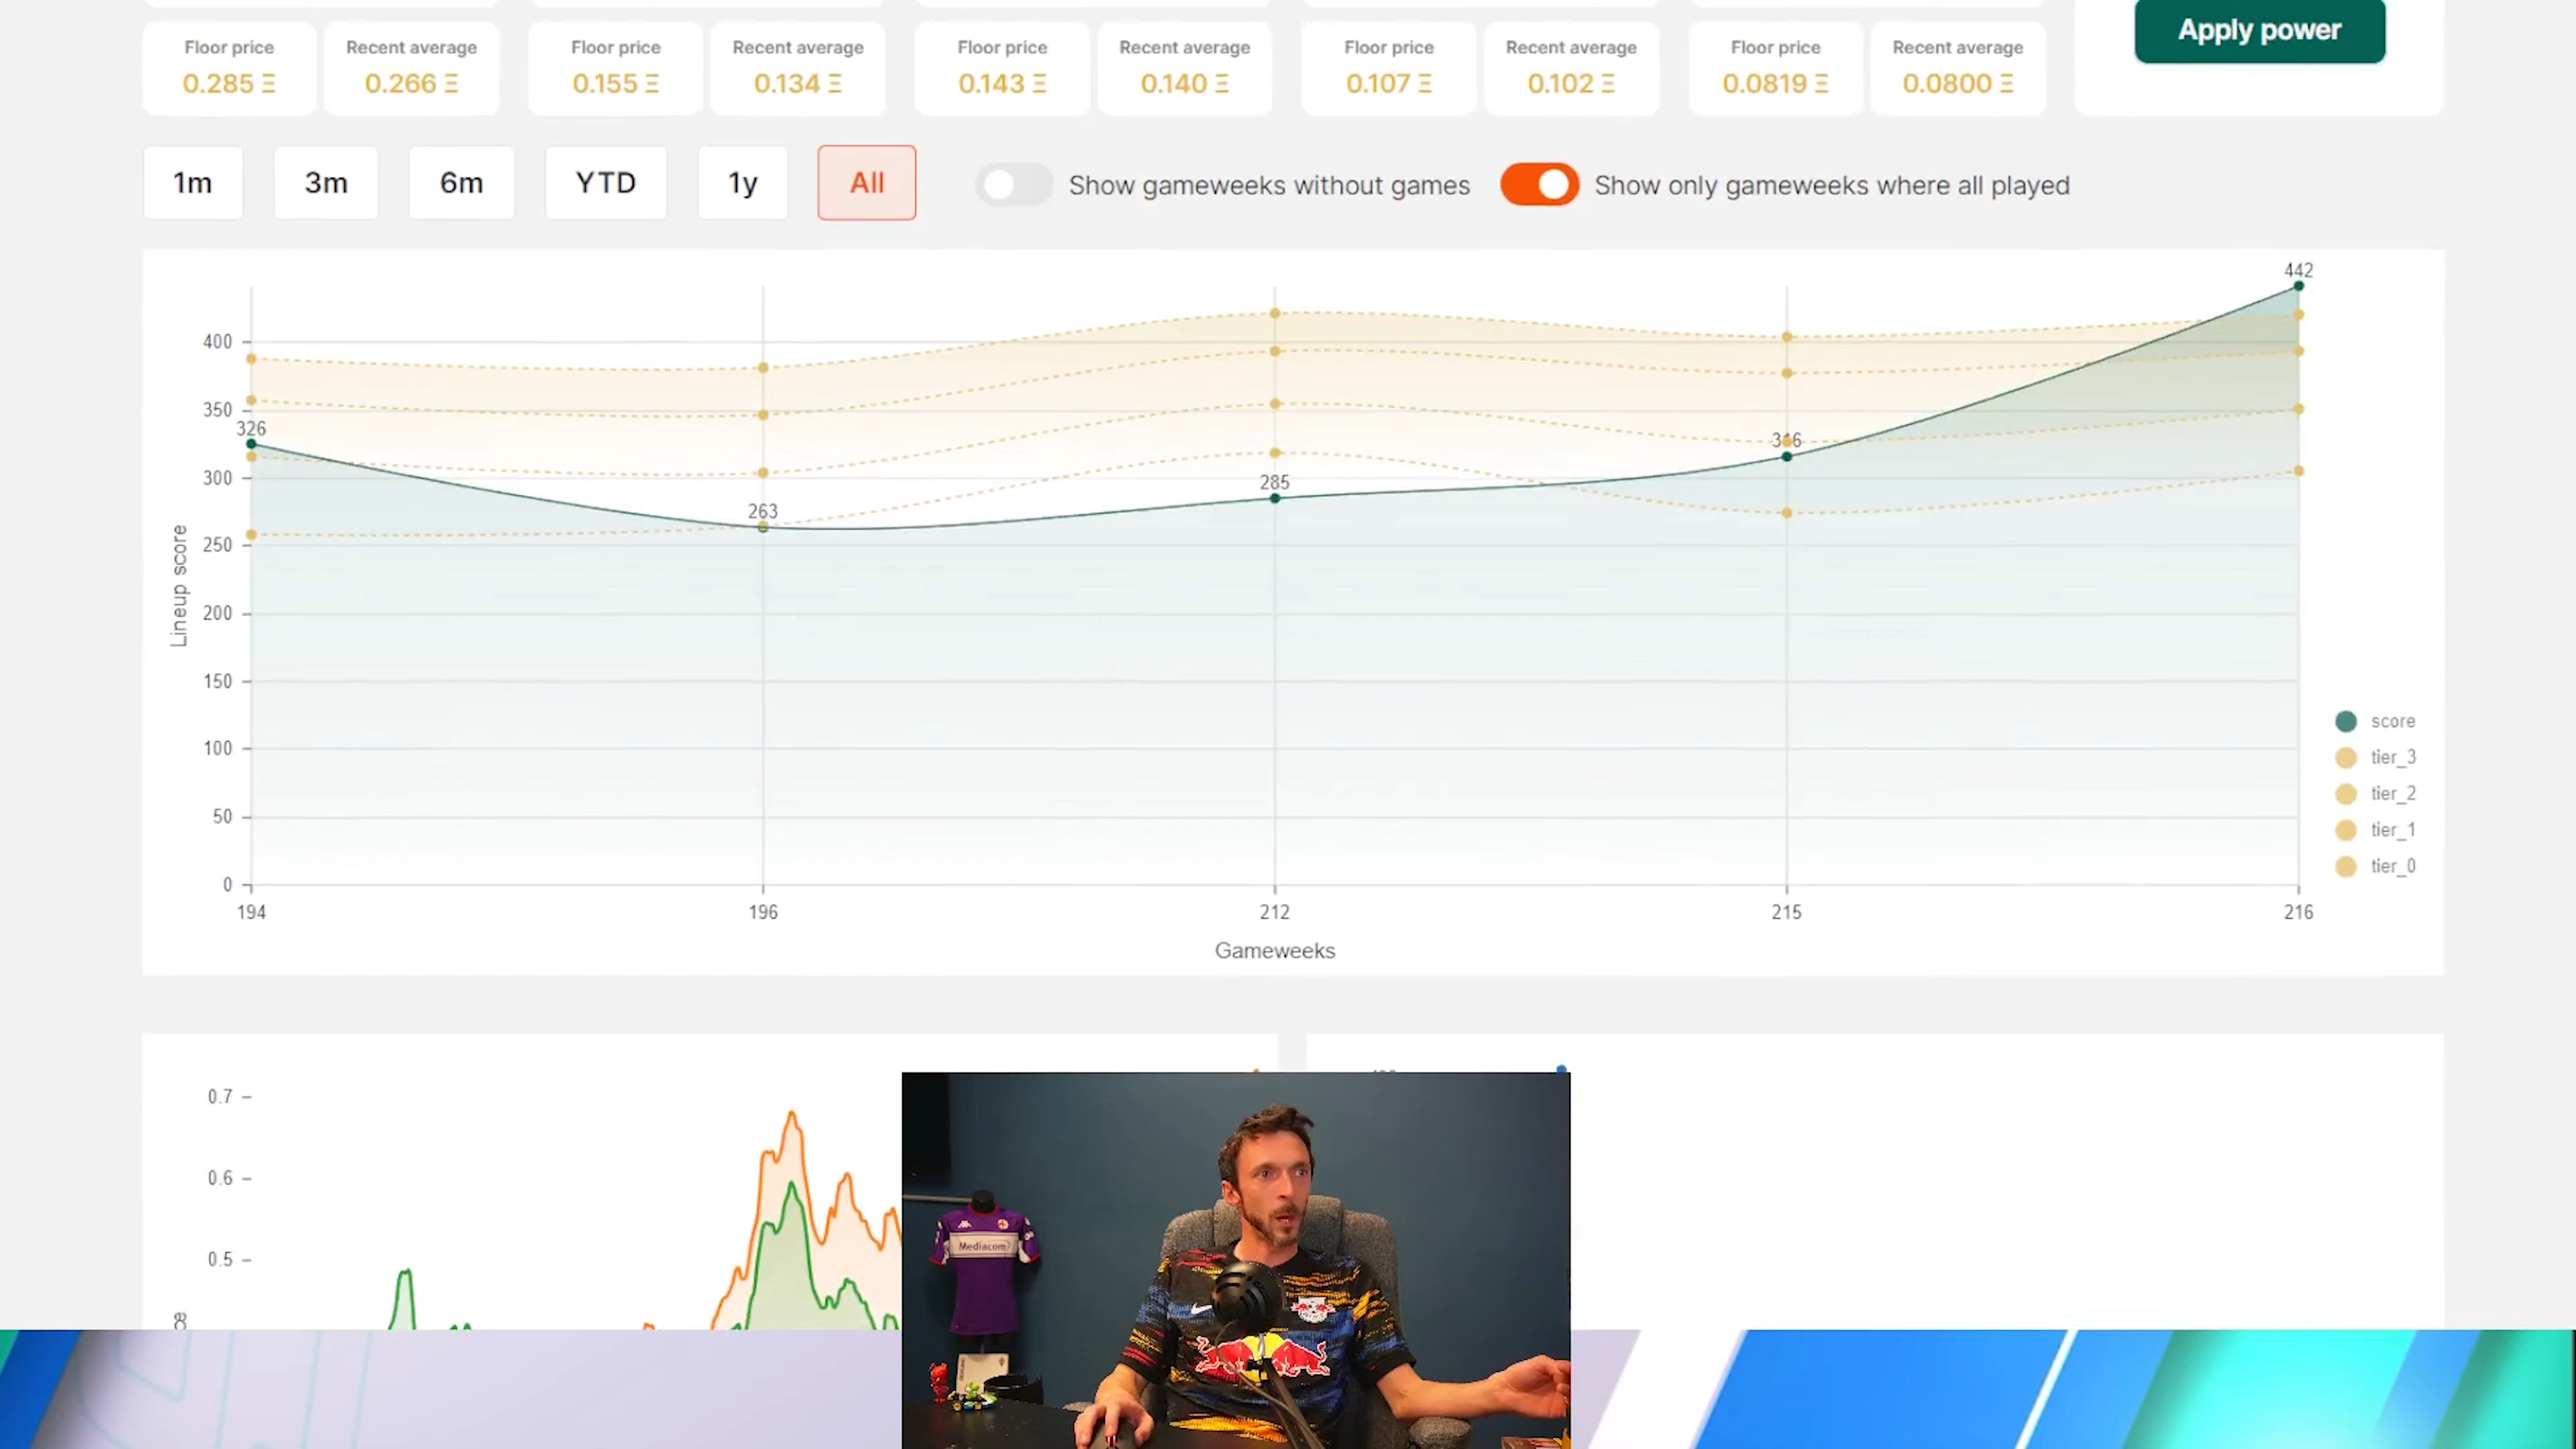 Apply power
Floor price
Recent average
Floor price
Recent average
Floor price
Recent average
Floor price
Recent average
Floor price
Recent average
0.285 Ξ
0.266 Ξ
0.155 Ξ
0.134 Ξ
0.143 Ξ
0.140 Ξ
0.107 Ξ
0.102 Ξ
0.0819 Ξ
0.0800 Ξ
1m
3m
6m
YTD
1y
All
Show gameweeks without games
Show only gameweeks where all played
442
400
350
326
316
300
285
263
250
Lineup score
200
150
100
50
0
score
tier_3
tier_2
tier_1
tier_0
194
196
212
215
216
Gameweeks
0.7
0.6
0.5
Mediacom